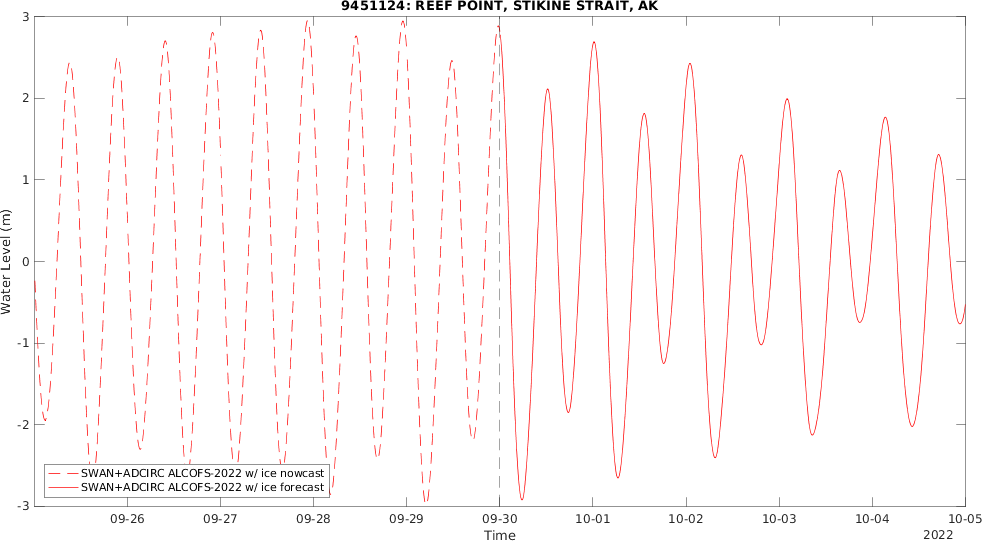 9451124: REEF POINT, STIKINE STRAIT, AK
Water Level (m)
3
2
1
0
-1
-2
-3
SWAN+ADCIRC ALCOFS-2022 w/ ice nowcast
SWAN+ADCIRC ALCOFS-2022 w/ ice forecast
09-26 09-27 09-28 09-29 09-30 10-01 10-02 10-03 10-04 10-05
Time
2022